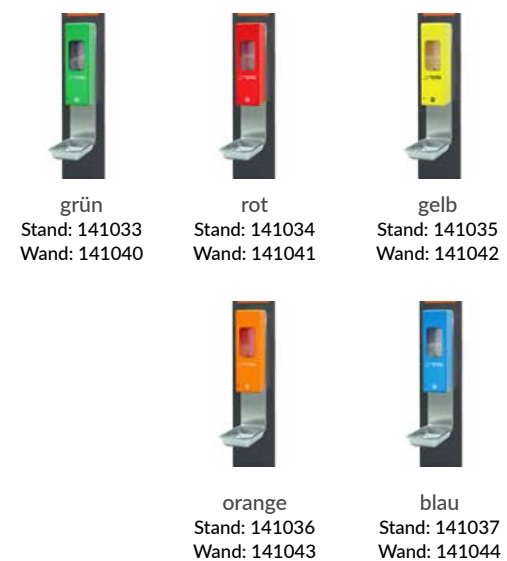 grün
Stand: 141033
Wand: 141040
rot
Stand: 141034
Wand: 141041
gelb
Stand: 141035
Wand: 141042
orange
Stand: 141036
Wand: 141043
blau
Stand: 141037
Wand: 141044